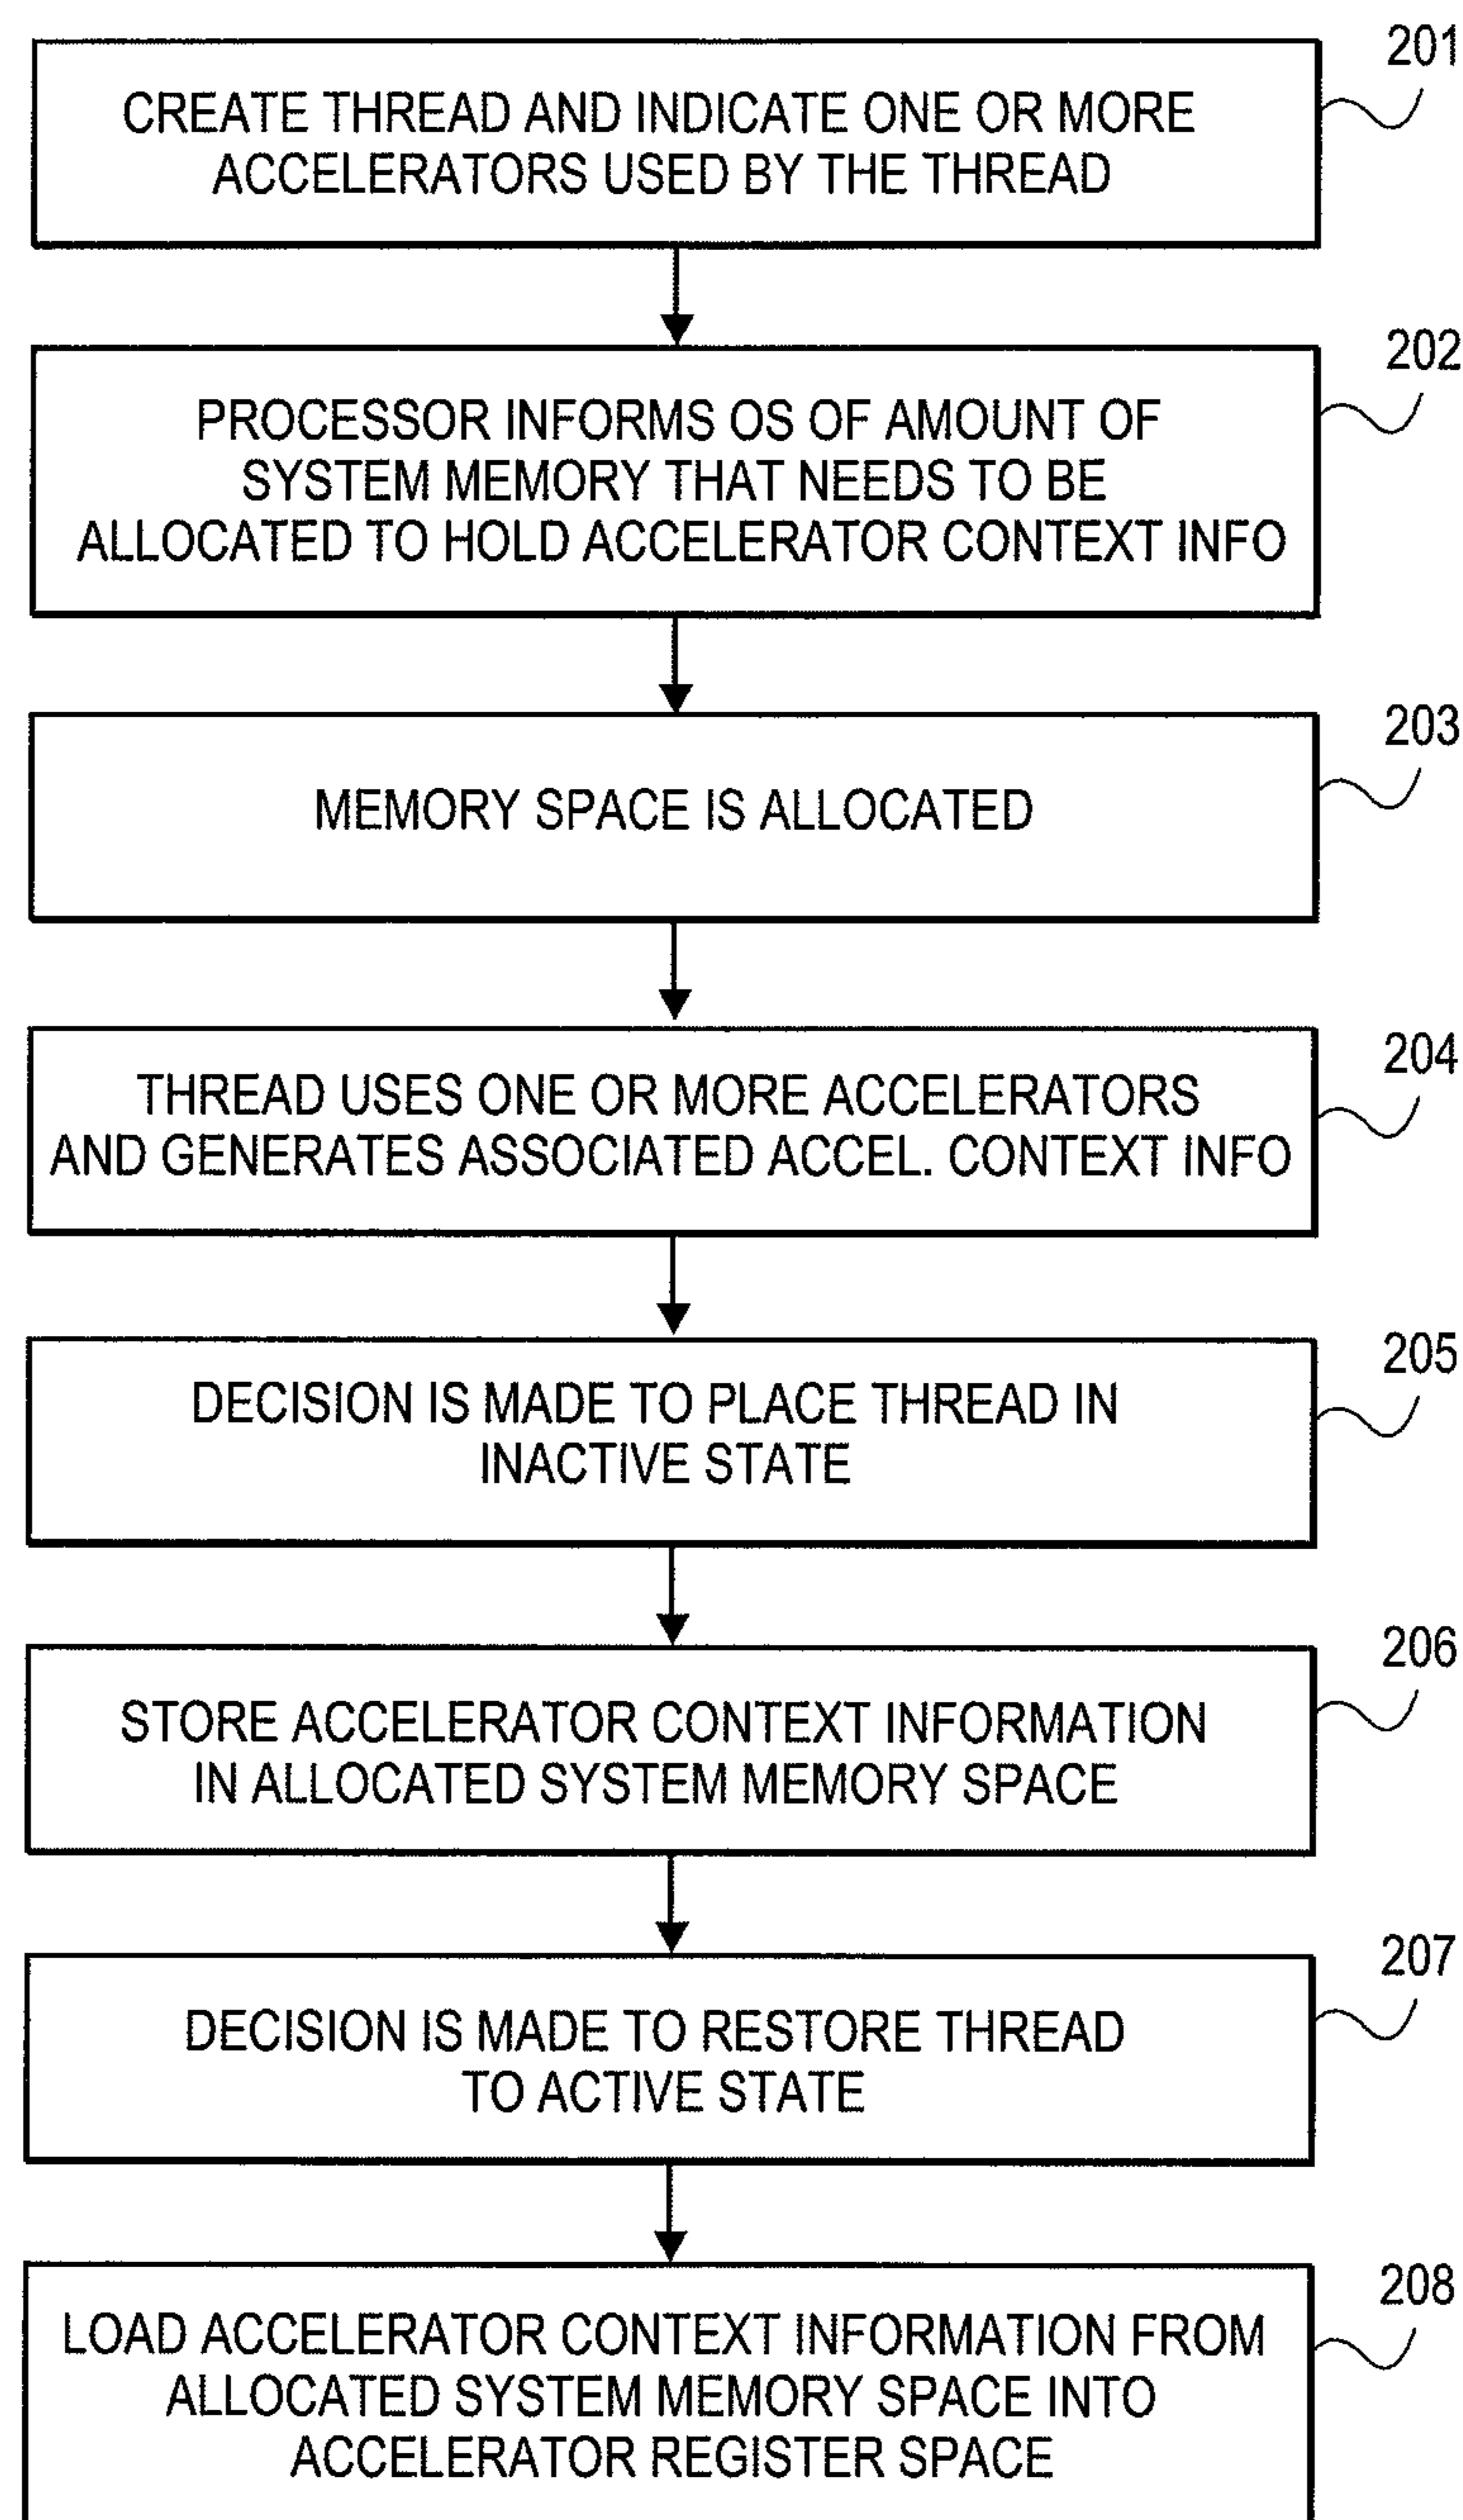 201
CREATE THREAD AND INDICATE ONE OR MORE
ACCELERATORS USED BY THE THREAD
202
PROCESSOR INFORMS OS OF AMOUNT OF
SYSTEM MEMORY THAT NEEDS TO BE
ALLOCATED TO HOLD ACCELERATOR CONTEXT INFO
203
MEMORY SPACE IS ALLOCATED
204
THREAD USES ONE OR MORE ACCELERATORS
AND GENERATES ASSOCIATED ACCEL. CONTEXT INFO
205
DECISION IS MADE TO PLACE THREAD IN
INACTIVE STATE
206
STORE ACCELERATOR CONTEXT INFORMATION
IN ALLOCATED SYSTEM MEMORY SPACE
207
DECISION IS MADE TO RESTORE THREAD
TO ACTIVE STATE
208
LOAD ACCELERATOR CONTEXT INFORMATION FROM
ALLOCATED SYSTEM MEMORY SPACE INTO
ACCELERATOR REGISTER SPACE